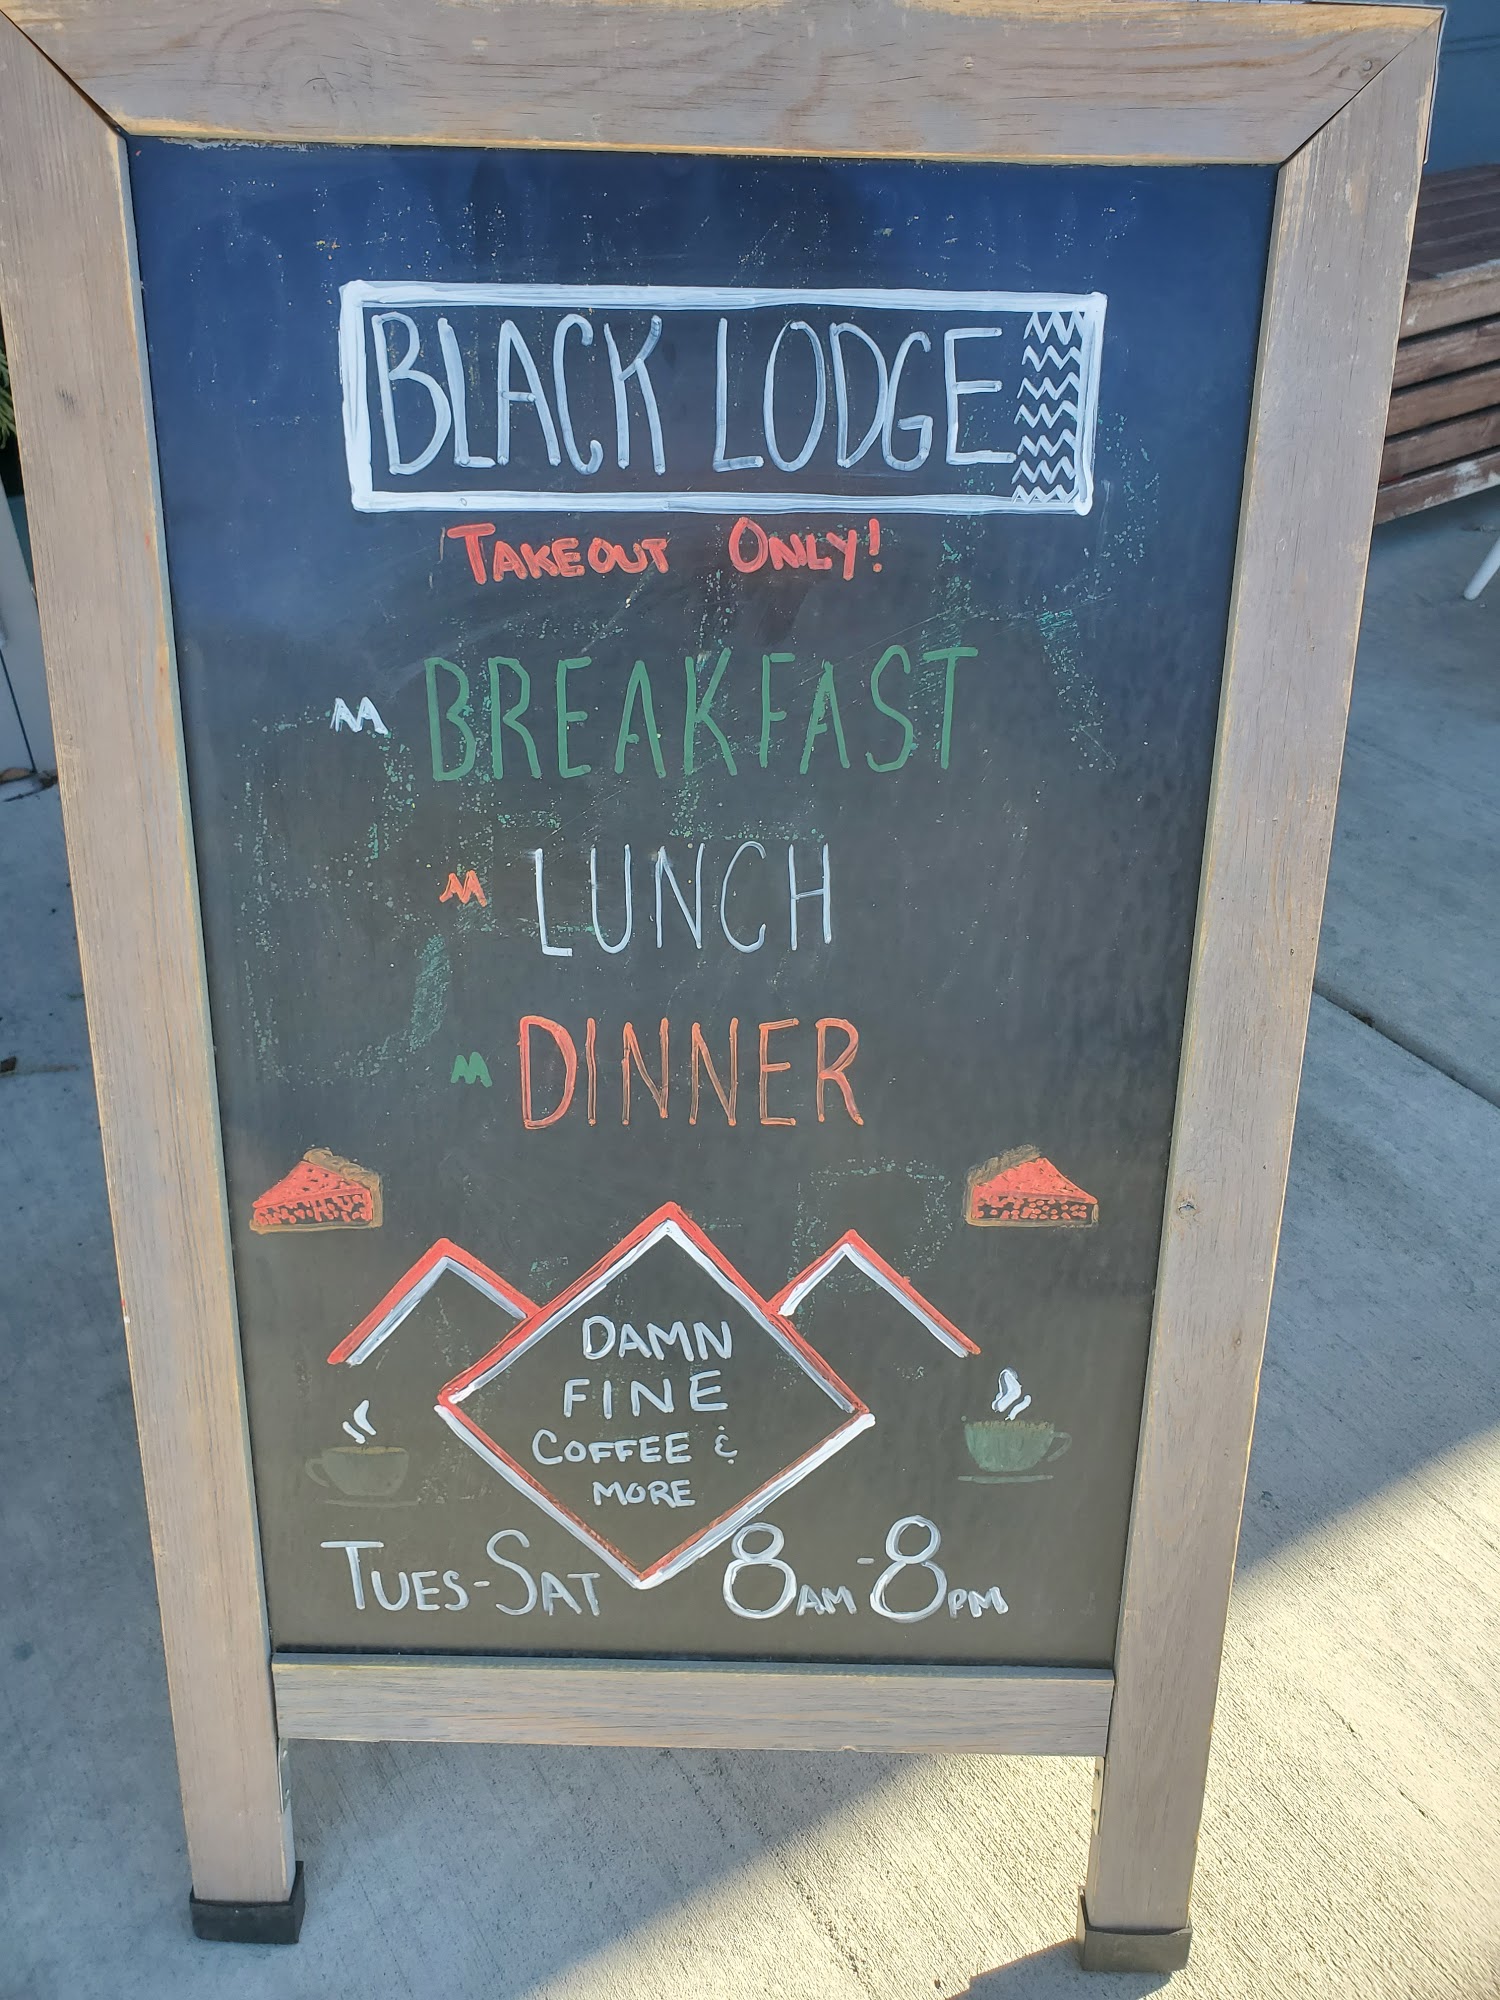 BLACK LODGE
TAKEOUT ONLY!
BREAKFAST
LUNCH
DINNER
DAMN
FINE
COFFEE &
MORE
TUES-SAT 8AM-8PM